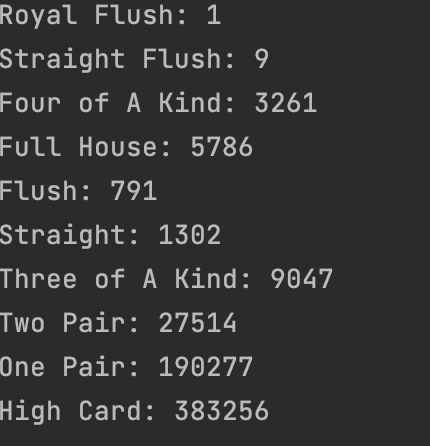 Royal Flush: 1
Straight Flush: 9
Four of A Kind: 3261
Full House: 5786
Flush: 791
Straight: 1302
Three of A Kind: 9047
Two Pair: 27514
One Pair: 190277
High Card: 383256